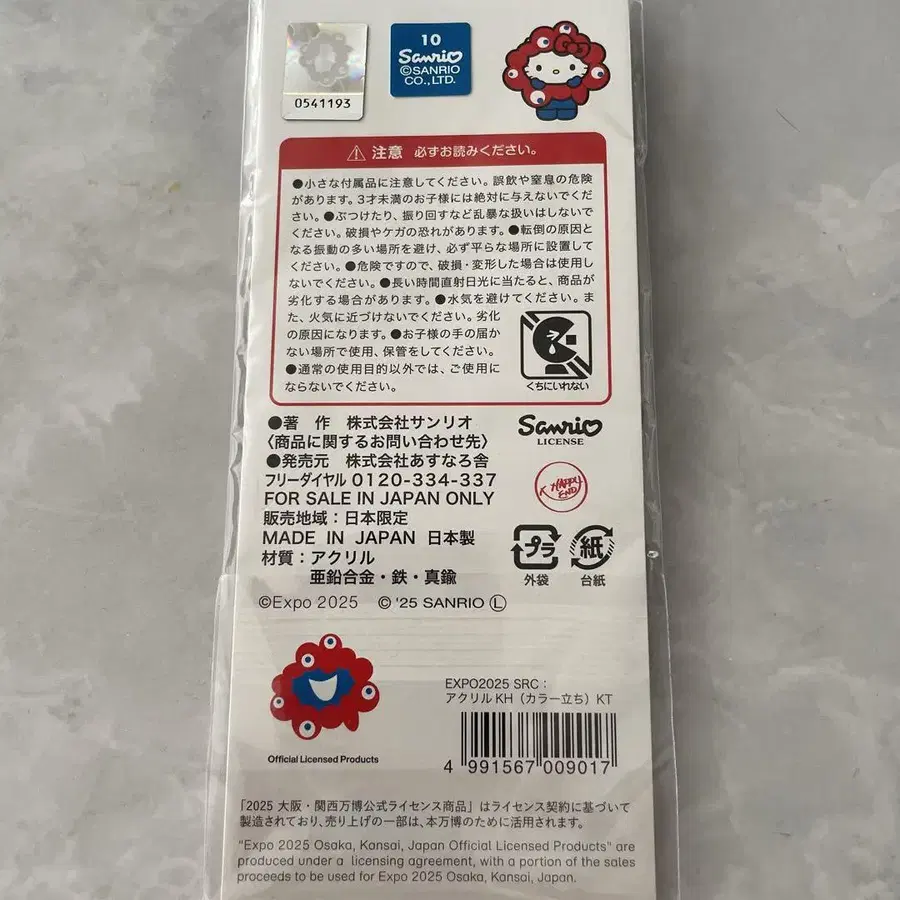 0541193
10
Sanrio
©SANRIO
CO., LTD.
注意 必ずお読みください。
●小さな付属品に注意してください。誤飲や窒息の危険
があります。3才未満のお子様には絶対に与えないでくだ
さい。●ぶつけたり、振り回すなど乱暴な扱いはしないで
ください。破損やケガの恐れがあります。●転倒の原因と
なる振動の多い場所を避け、必ず平らな場所に設置して
ください。●危険ですので、破損・変形した場合は使用し
ないでください。●長い時間直射日光に当たると、商品が
劣化する場合があります。●水気を避けてください。ま
た、火気に近づけないでください。劣化
の原因になります。●お子様の手の届か
ない場所で使用、保管をしてください。
●通常の使用目的以外では、ご使用に
ならないでください。
くちにいれない
●著 作 株式会社サンリオ
〈商品に関するお問い合わせ先〉
●発売元 株式会社あすなろ舎
フリーダイヤル 0120-334-337
FOR SALE IN JAPAN ONLY
販売地域：日本限定
MADE IN JAPAN 日本製
材質：アクリル
亜鉛合金・鉄・真鍮
©Expo 2025 © '25 SANRIO Ⓛ
Sanrio
LICENSE
HAPPY
END
プラ
外袋
紙
台紙
Official Licensed Products
EXPO2025 SRC：
アクリルKH（カラー立ち）KT
4 991567 009017
「2025 大阪・関西万博公式ライセンス商品」はライセンス契約に基づいて
製造されており、売り上げの一部は、本万博のために活用されます。
"Expo 2025 Osaka, Kansai, Japan Official Licensed Products" are
produced under a licensing agreement, with a portion of the sales
proceeds to be used for Expo 2025 Osaka, Kansai, Japan.